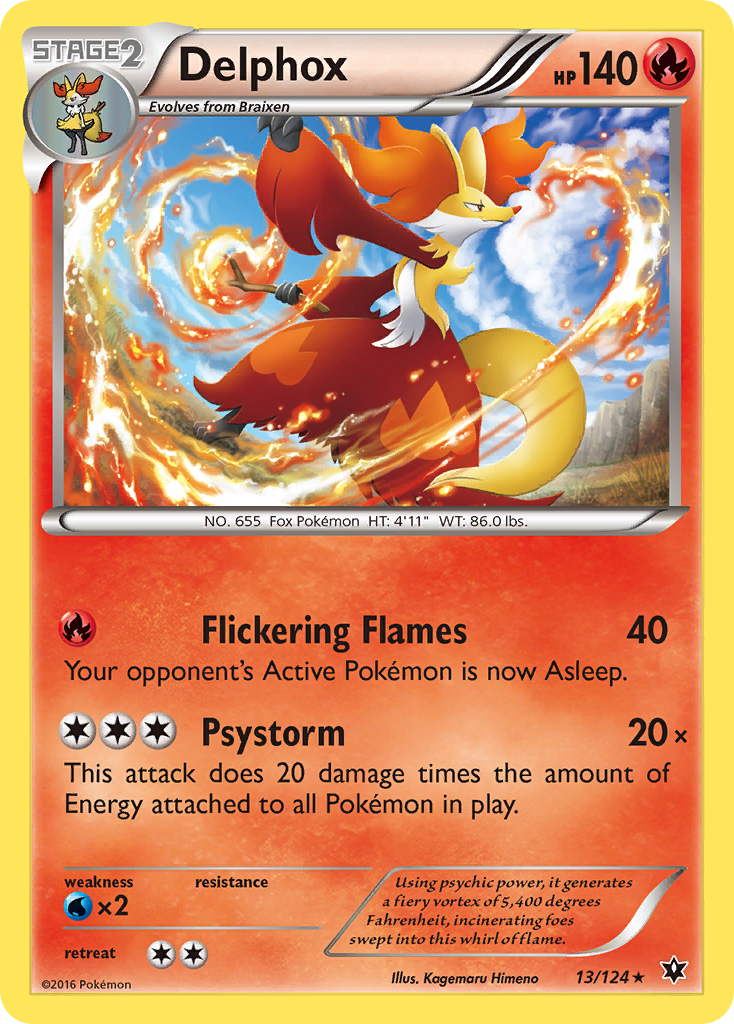 STAGE2
Delphox
HP 140
Evolves from Braixen
NO. 655 Fox Pokémon HT: 4'11" WT: 86.0 lbs.
Flickering Flames 40
Your opponent's Active Pokémon is now Asleep.
Psystorm 20×
This attack does 20 damage times the amount of
Energy attached to all Pokémon in play.
weakness resistance
×2
retreat
Using psychic power, it generates
a fiery vortex of 5,400 degrees
Fahrenheit, incinerating foes
swept into this whirl of flame.
©2016 Pokémon
Illus. Kagemaru Himeno
13/124 ★